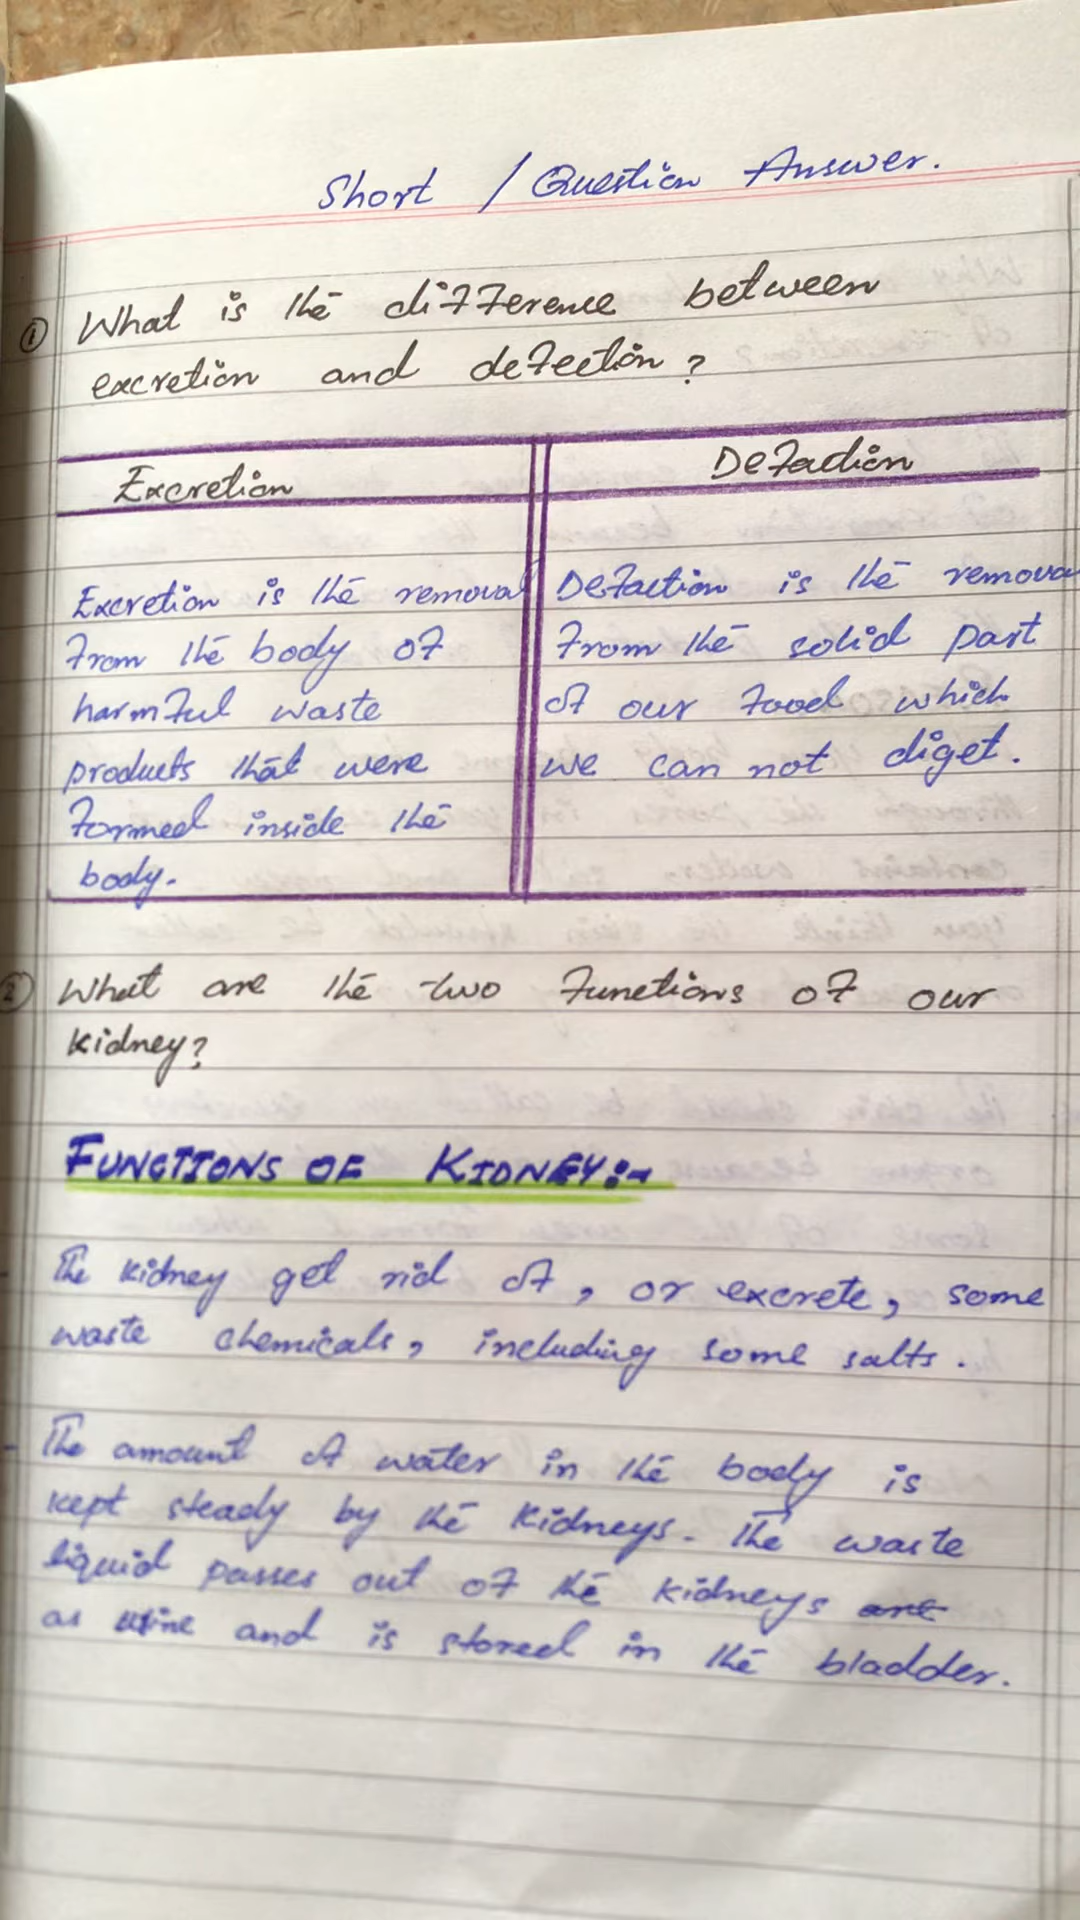 Short / Question Answer.
① What is the difference between
excretion and defection?
Excretion
Defaction
Excretion is the removal
from the body of
harmful waste
products that were
formed inside the
body.
Defaction is the remova
from the solid part
of our food which
we can not diget.
② What are the two functions of our
kidney?
FUNCTIONS OF KIDNEY:-
- The kidney get rid of, or excrete, some
waste chemicals, including some salts.
- The amount of water in the body is
kept steady by the kidneys. The waste
liquid passes out of the kidneys are
as urine and is stored in the bladder.